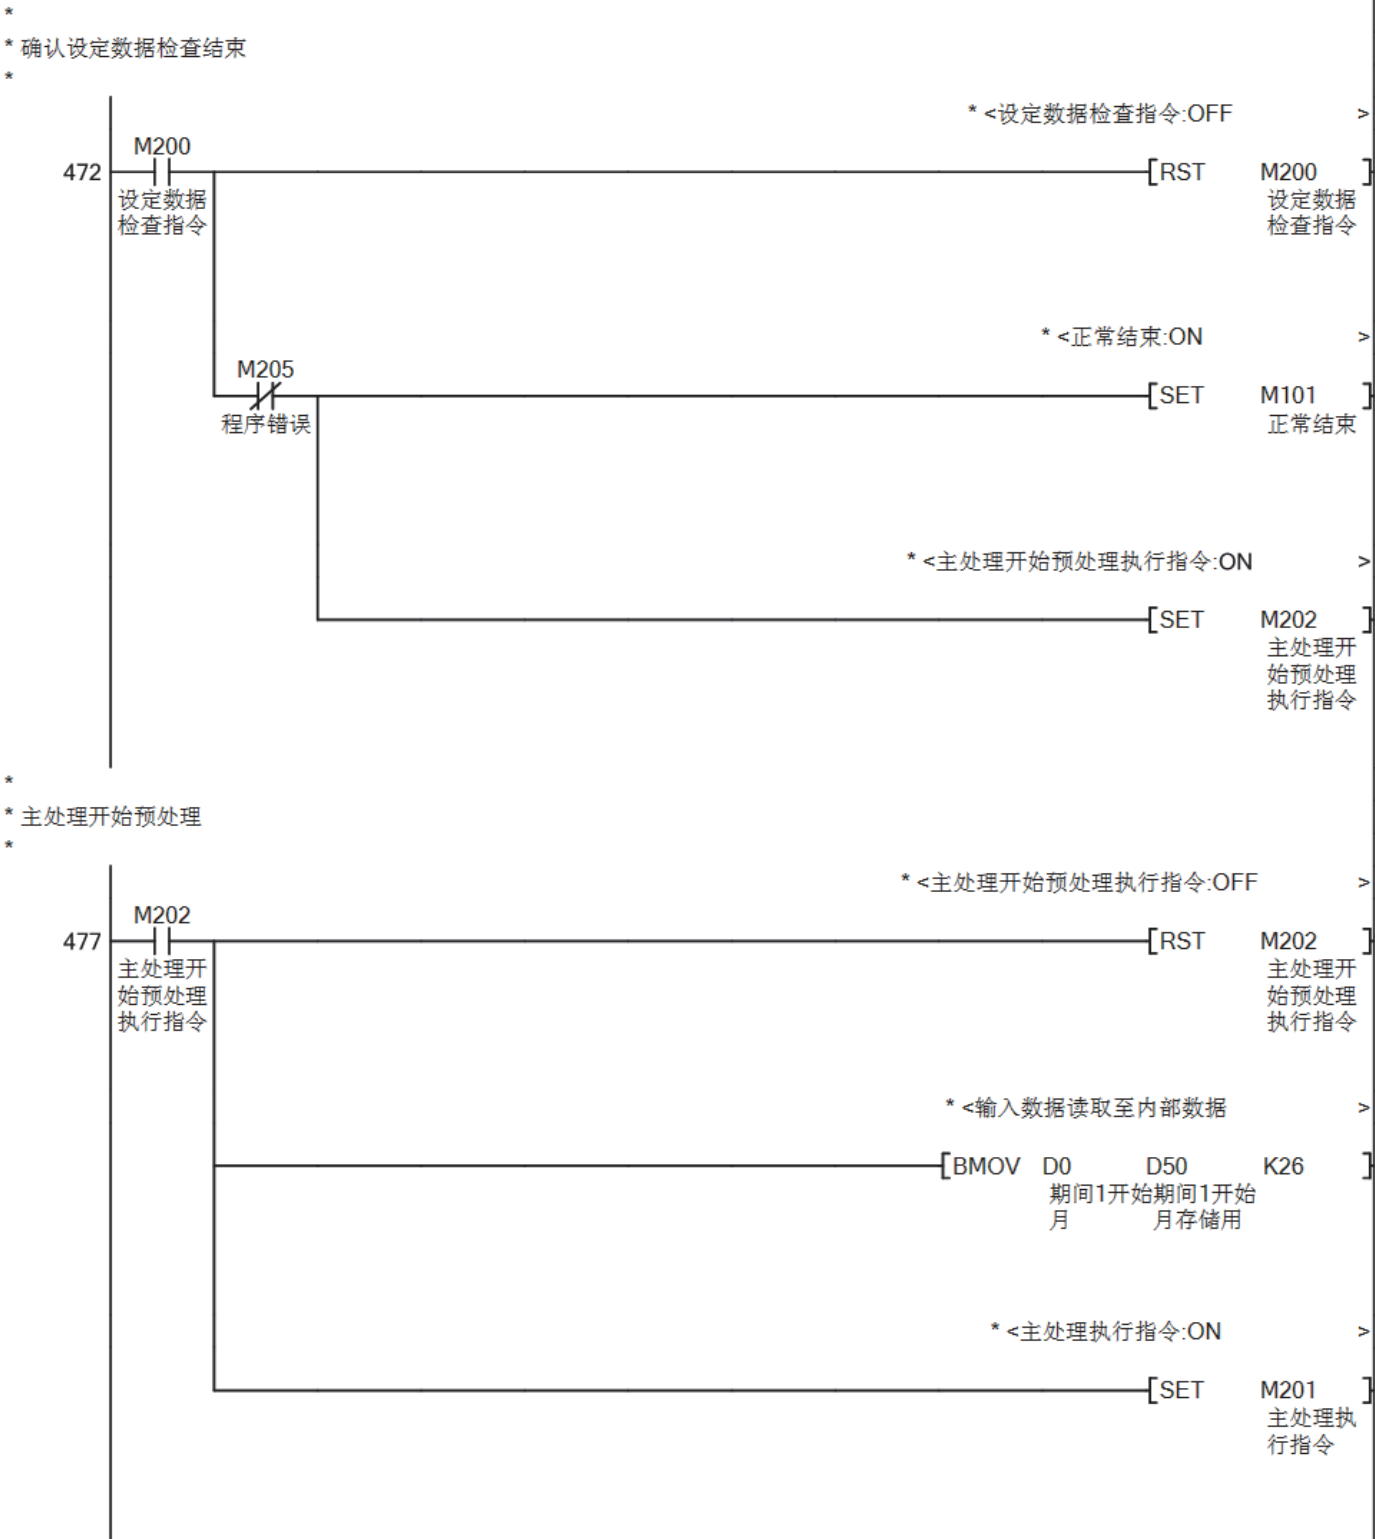 *
* 确认设定数据检查结束
*
* <设定数据检查指令:OFF >
M200
472 [RST M200 ]
设定数据 设定数据
检查指令 检查指令
* <正常结束:ON >
M205
[SET M101 ]
程序错误 正常结束
* <主处理开始预处理执行指令:ON >
[SET M202 ]
主处理开
始预处理
执行指令
*
* 主处理开始预处理
*
* <主处理开始预处理执行指令:OFF >
M202
477 [RST M202 ]
主处理开 主处理开
始预处理 始预处理
执行指令 执行指令
* <输入数据读取至内部数据 >
[BMOV D0 D50 K26 ]
期间1开始 期间1开始
月 月存储用
* <主处理执行指令:ON >
[SET M201 ]
主处理执
行指令